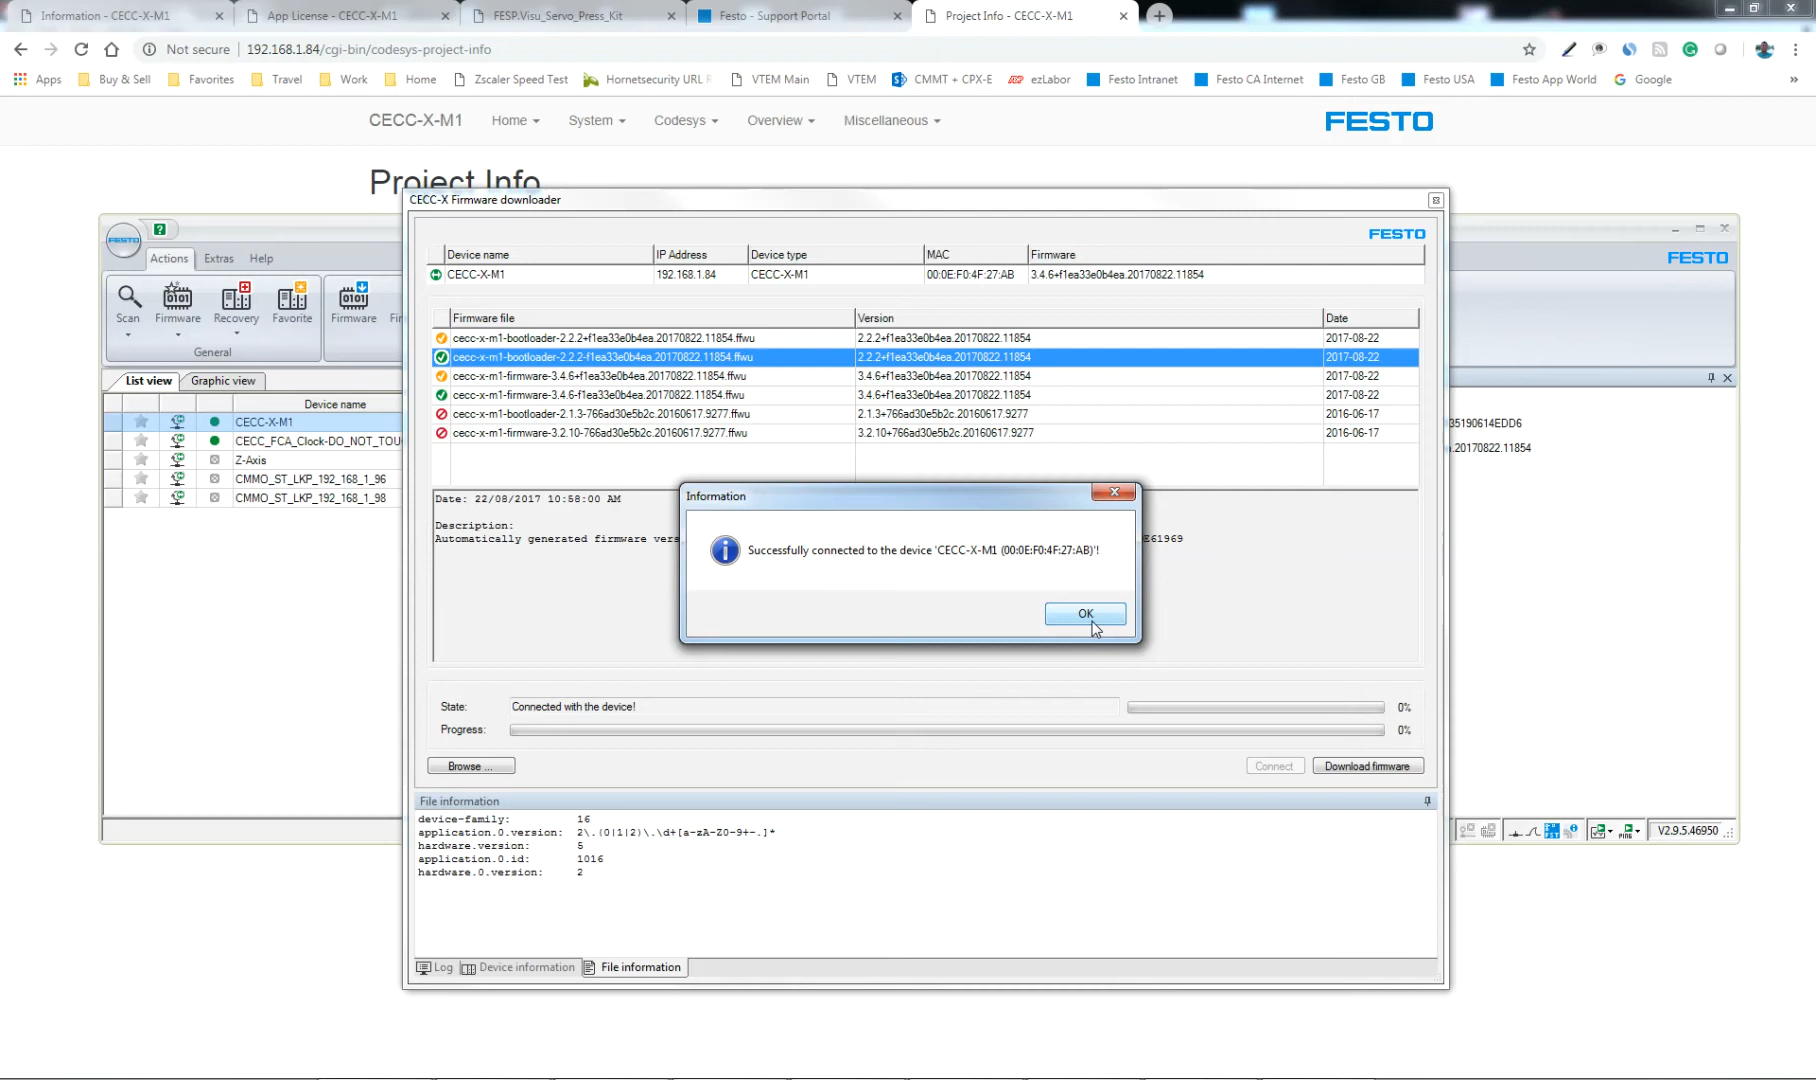 Information - CECC-X-M1
App License - CECC-X-M1
FESP.Visu_Servo_Press_Kit
Festo - Support Portal
Project Info - CECC-X-M1
Not secure
192.168.1.84/cgi-bin/codesys-project-info
Apps
Buy & Sell
Favorites
Travel
Work
Home
Zscaler Speed Test
Hornetsecurity URL
VTEM Main
VTEM
CMMT + CPX-E
ezLabor
Festo Intranet
Festo CA Internet
Festo GB
Festo USA
Festo App World
Google
CECC-X-M1
Home
System
Codesys
Overview
Miscellaneous
FESTO
Project Info
CECC-X Firmware downloader
FESTO
FESTO
Actions
Extras
Help
FESTO
Scan
Firmware
Recovery
Favorite
Firmware
General
List view
Graphic view
Device name
CECC-X-M1
CECC_FCA_Clock-DO_NOT_TOU
Z-Axis
CMMO_ST_LKP_192_168_1_96
CMMO_ST_LKP_192_168_1_98
Device name IP Address Device type MAC Firmware
CECC-X-M1 192.168.1.84 CECC-X-M1 00:0E:F0:4F:27:AB 3.4.6+f1ea33e0b4ea.20170822.11854
Firmware file Version Date
cecc-x-m1-bootloader-2.2.2+f1ea33e0b4ea.20170822.11854.ffwu 2.2.2+f1ea33e0b4ea.20170822.11854 2017-08-22
cecc-x-m1-bootloader-2.2.2-f1ea33e0b4ea.20170822.11854.ffwu 2.2.2+f1ea33e0b4ea.20170822.11854 2017-08-22
cecc-x-m1-firmware-3.4.6+f1ea33e0b4ea.20170822.11854.ffwu 3.4.6+f1ea33e0b4ea.20170822.11854 2017-08-22
cecc-x-m1-firmware-3.4.6+f1ea33e0b4ea.20170822.11854.ffwu 3.4.6+f1ea33e0b4ea.20170822.11854 2017-08-22
cecc-x-m1-bootloader-2.1.3-766ad30e5b2c.20160617.9277.ffwu 2.1.3+766ad30e5b2c.20160617.9277 2016-06-17
cecc-x-m1-firmware-3.2.10-766ad30e5b2c.20160617.9277.ffwu 3.2.10+766ad30e5b2c.20160617.9277 2016-06-17
35190614EDD6
.20170822.11854
Date: 22/08/2017 10:58:00 AM
Description:
Automatically generated firmware vers
E61969
Information
Successfully connected to the device 'CECC-X-M1 (00:0E:F0:4F:27:AB)'!
OK
State: Connected with the device! 0%
Progress: 0%
Browse ...
Connect
Download firmware
File information
device-family: 16
application.0.version: 2\.(0|1|2)\.\d+[a-zA-Z0-9+-.]*
hardware.version: 5
application.0.id: 1016
hardware.0.version: 2
Log
Device information
File information
V2.9.5.46950